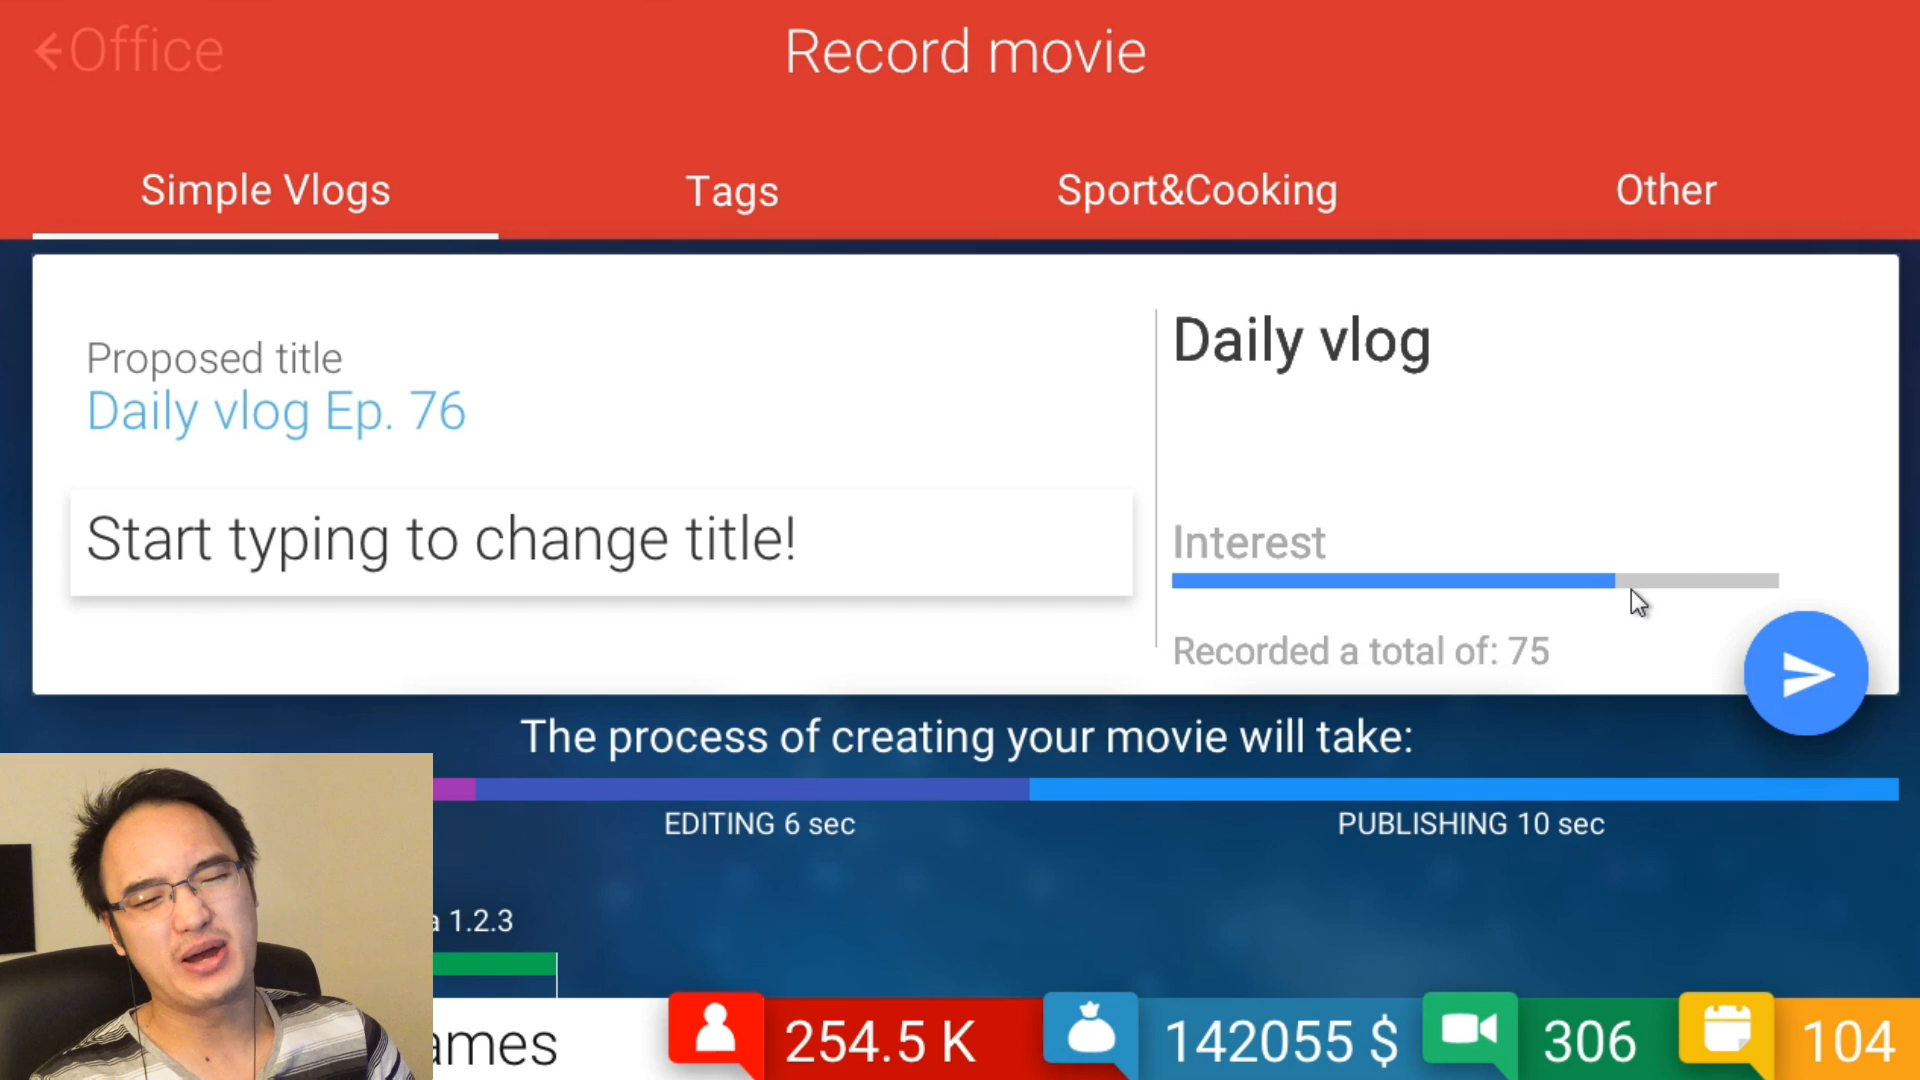 Office
Record movie
Simple Vlogs
Tags
Sport&Cooking
Other
Proposed title
Daily vlog Ep. 76
Start typing to change title!
Daily vlog
Interest
Recorded a total of: 75
The process of creating your movie will take:
EDITING 6 sec
PUBLISHING 10 sec
1.2.3
254.5 K
142055 $
306
104